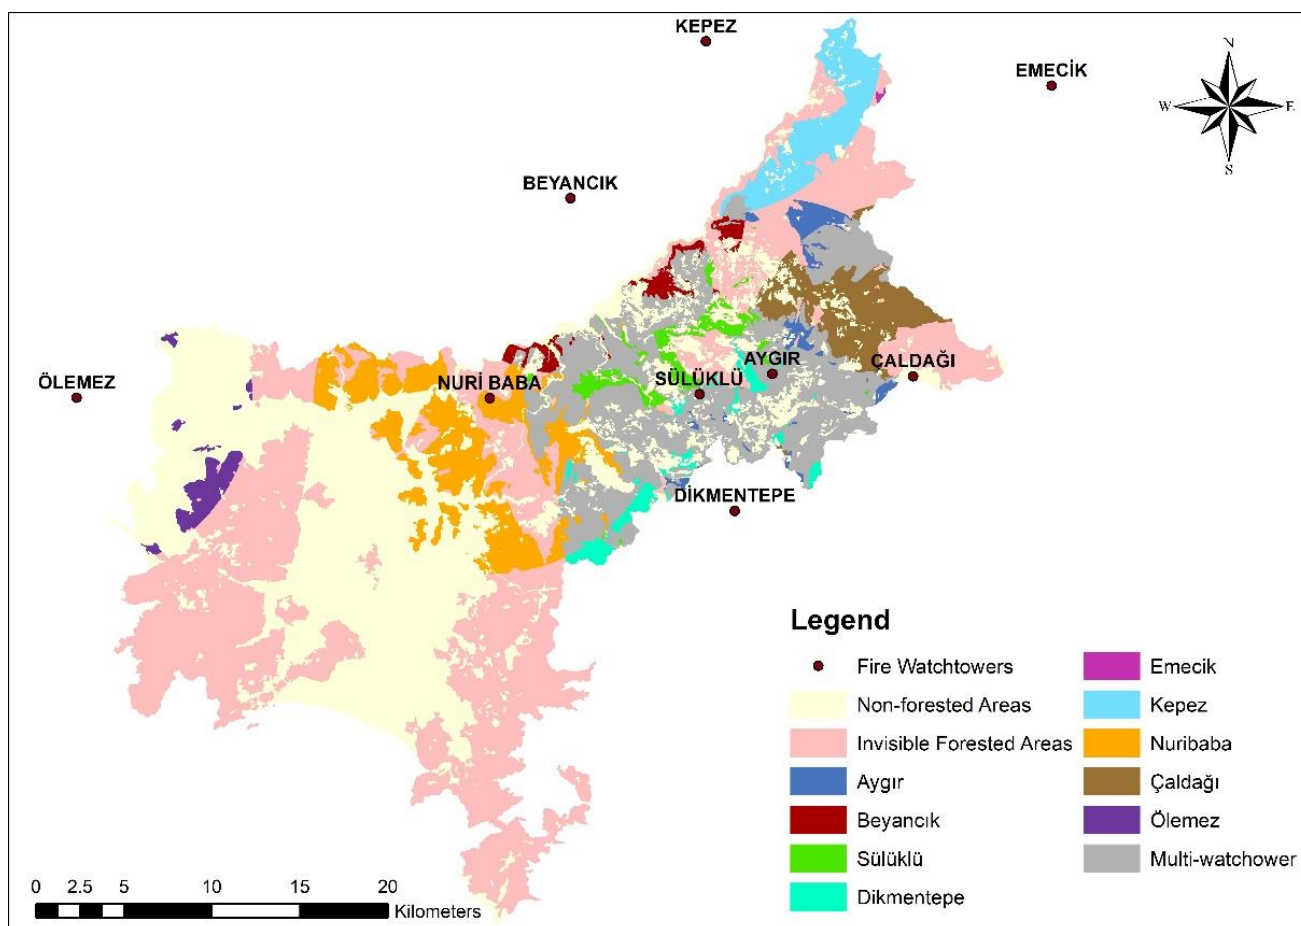 KEPEZ
EMECİK
N
W
E
S
BEYANCIK
ÖLEMEZ
NURİ BABA
SÜLÜKLÜ
AYGIR
ÇALDAĞI
DİKMENTEPE
Legend
Fire Watchtowers
Non-forested Areas
Invisible Forested Areas
Aygır
Beyancık
Sülüklü
Dikmentepe
Emecik
Kepez
Nuribaba
Çaldağı
Ölemez
Multi-watchower
0 2.5 5 10 15 20
Kilometers